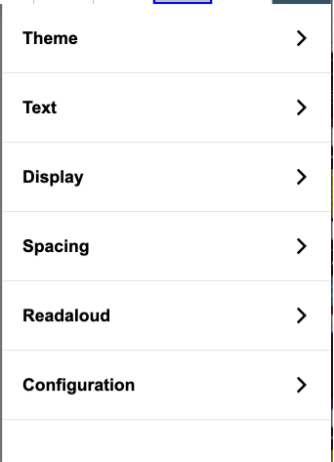 Theme
Text
Display
Spacing
Readaloud
Configuration